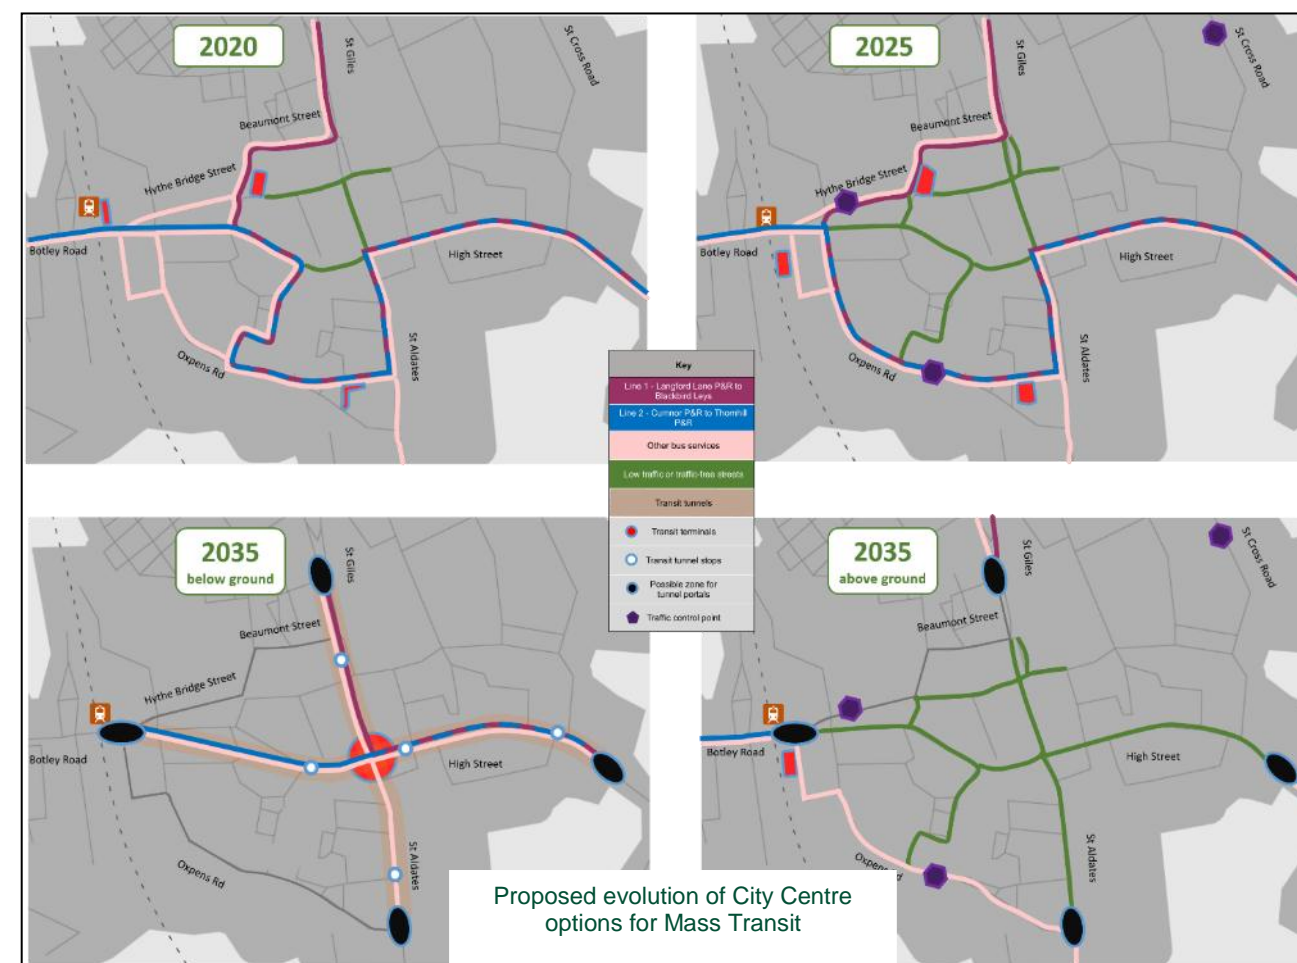 2020
St Giles
St Cross Road
Beaumont Street
Hythe Bridge Street
Botley Road
High Street
Oxpens Rd
St Aldates
2025
St Giles
St Cross Road
Beaumont Street
Hythe Bridge Street
Botley Road
High Street
Oxpens Rd
St Aldates
Key
Line 1 - Langford Lane P&R to
Blackbird Leys
Line 2 - Cumnor P&R to Thornhill
P&R
Other bus services
Low traffic or traffic-free streets
Transit tunnels
Transit terminals
Transit tunnel stops
Possible zone for
tunnel portals
Traffic control point
2035
below ground
St Giles
Beaumont Street
Hythe Bridge Street
Botley Road
High Street
Oxpens Rd
St Aldates
2035
above ground
St Giles
St Cross Road
Beaumont Street
Botley Road
High Street
Oxpens Rd
St Aldates
Proposed evolution of City Centre
options for Mass Transit